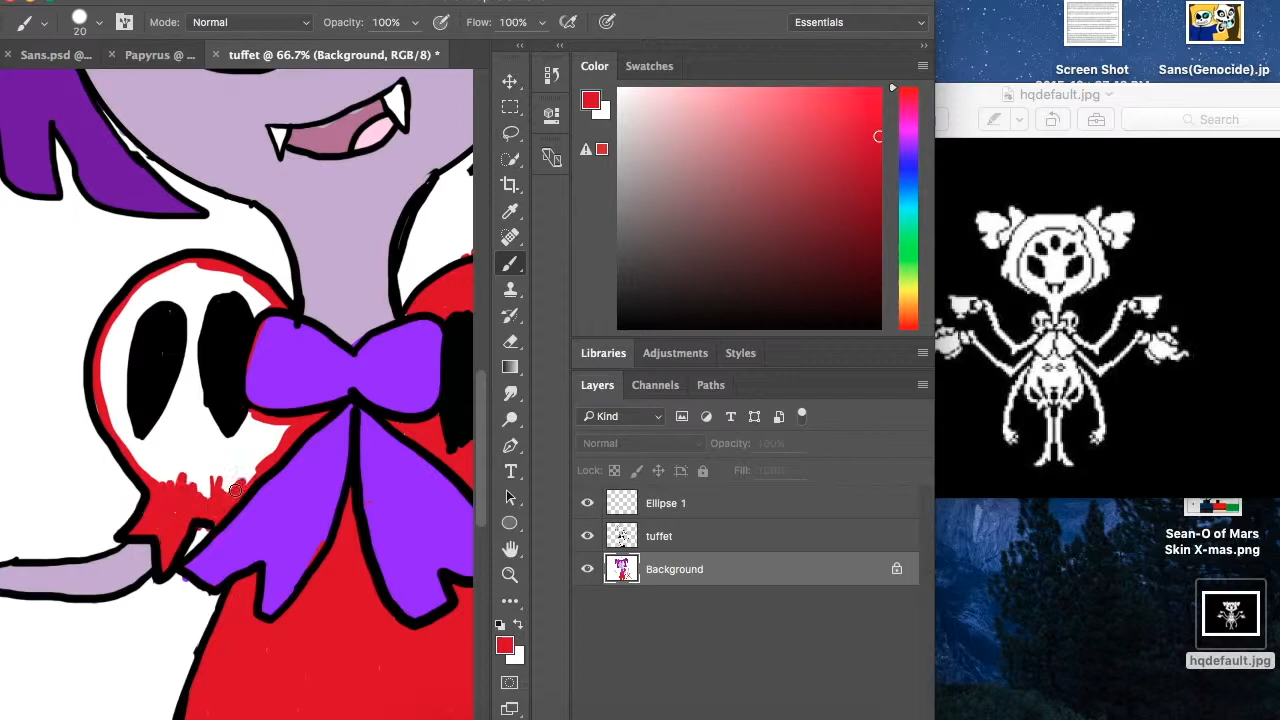 20
Mode: Normal
Opacity:
Flow: 100%
Sans.psd @...
Papyrus @ ...
tuffet @ 66.7% (Background, RGB/8)
Color
Swatches
Libraries
Adjustments
Styles
Layers
Channels
Paths
Kind
Normal
Opacity: 100%
Lock:
Fill:
Ellipse 1
tuffet
Background
Screen Shot
Sans(Genocide).jp
hqdefault.jpg
Search
Sean-O of Mars
Skin X-mas.png
hqdefault.jpg